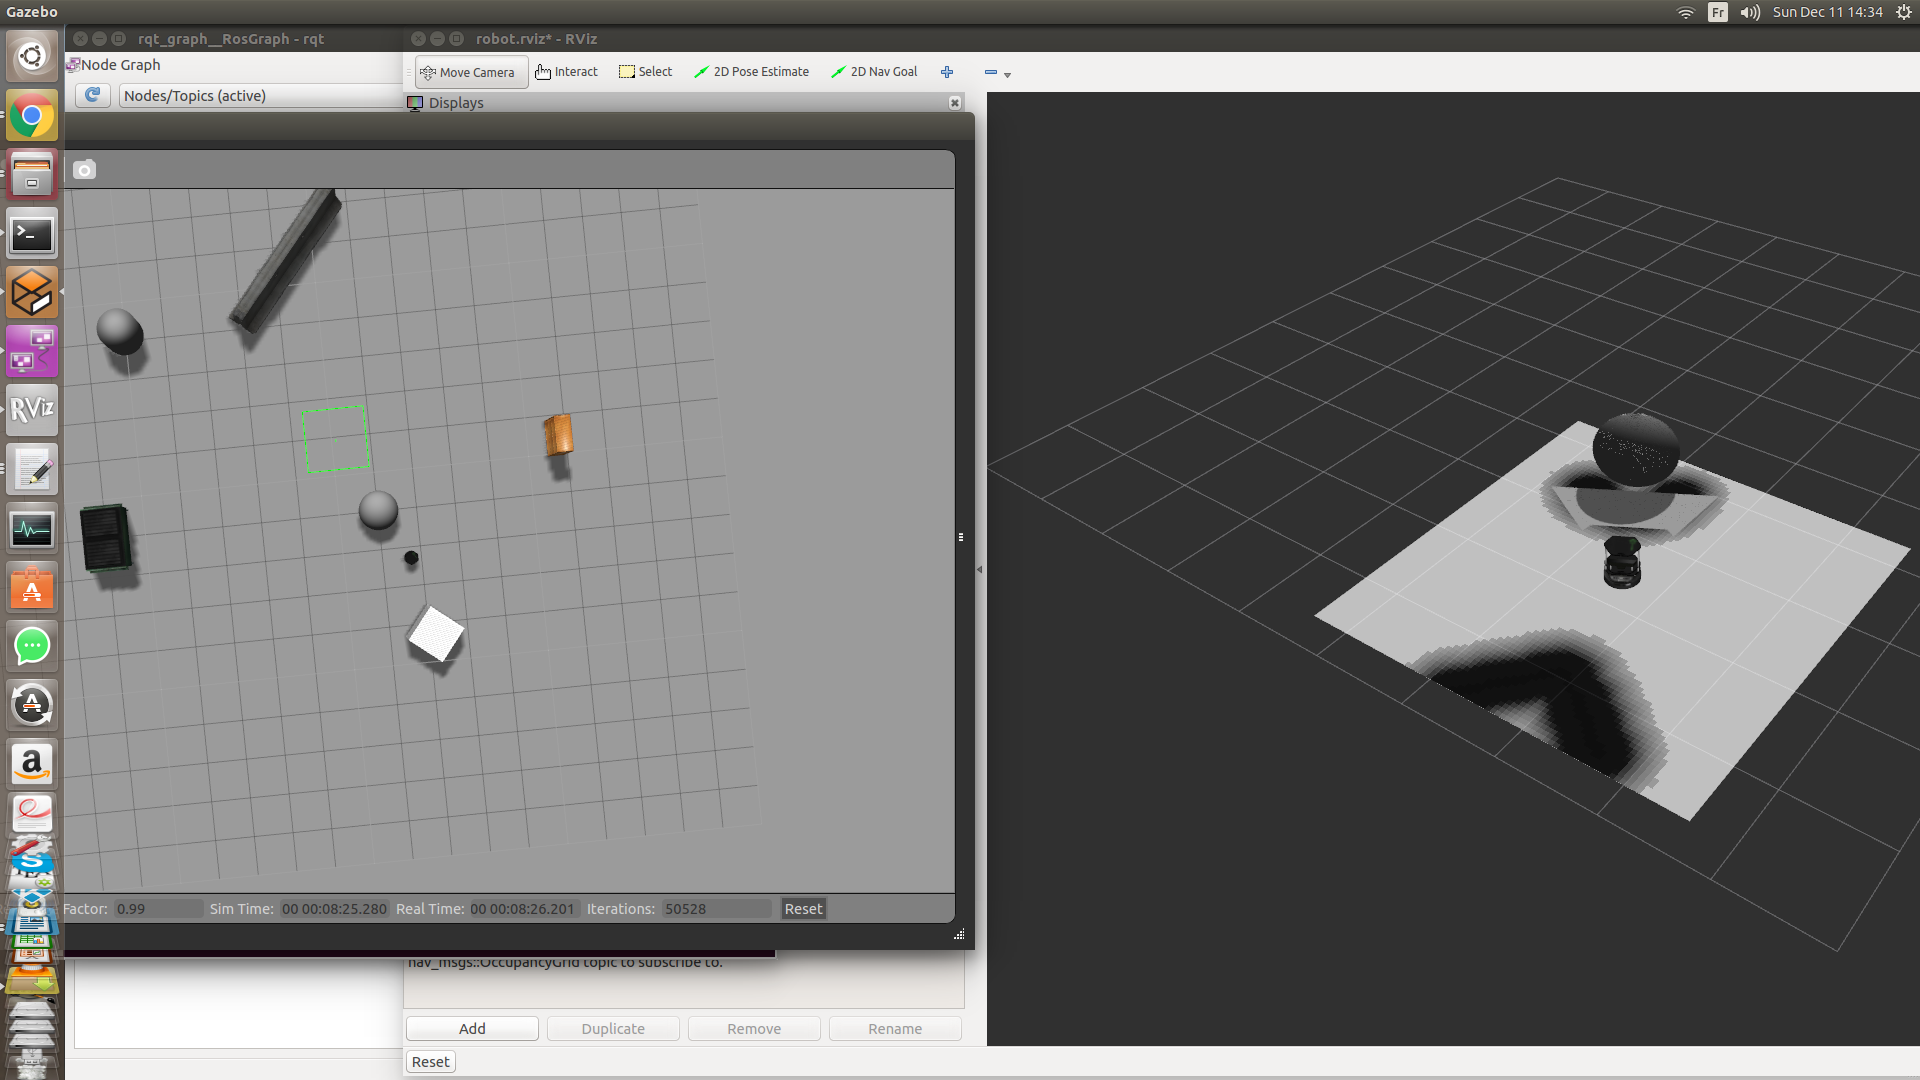 Gazebo
Fr
Sun Dec 11 14:34
rqt_graph__RosGraph - rqt
robot.rviz* - RViz
Node Graph
Move Camera
Interact
Select
2D Pose Estimate
2D Nav Goal
Nodes/Topics (active)
Displays
RViz
Factor: 0.99
Sim Time: 00 00:08:25.280
Real Time: 00 00:08:26.201
Iterations: 50528
Reset
nav_msgs::OccupancyGrid topic to subscribe to.
Add
Duplicate
Remove
Rename
Reset